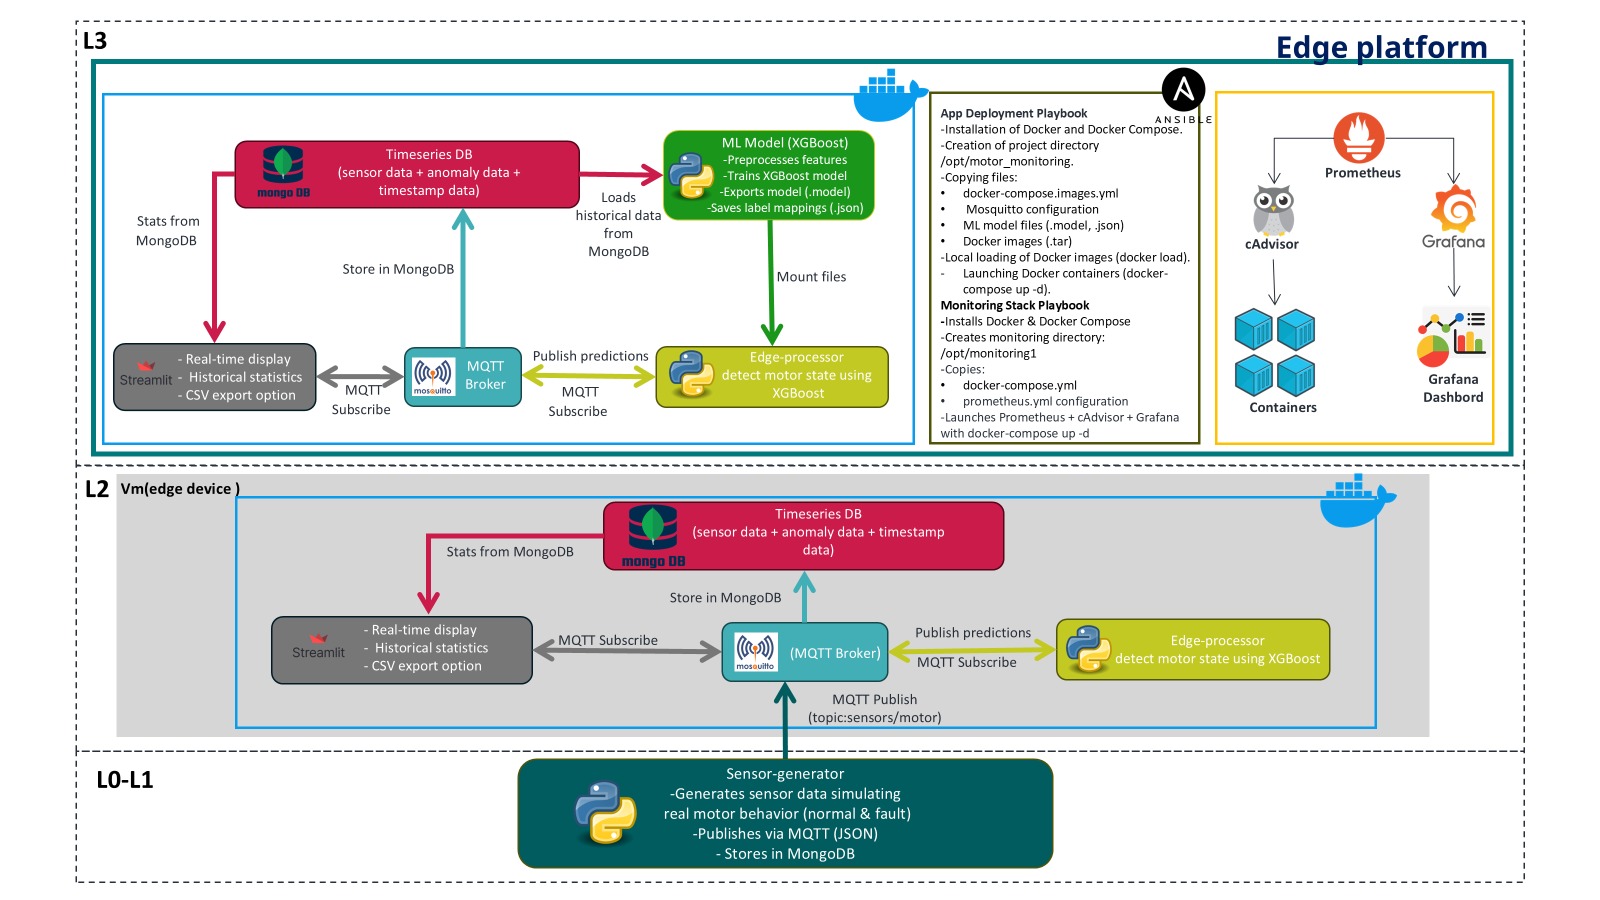 L3
Edge platform
Timeseries DB
(sensor data + anomaly data +
timestamp data)
mongo DB
ML Model (XGBoost)
-Preprocesses features
-Trains XGBoost model
-Exports model (.model)
-Saves label mappings (.json)
Loads
historical data
from
MongoDB
Stats from
MongoDB
Store in MongoDB
Mount files
Streamlit
- Real-time display
- Historical statistics
- CSV export option
MQTT
Subscribe
mosquitto
MQTT
Broker
Publish predictions
MQTT
Subscribe
Edge-processor
detect motor state using
XGBoost
ANSIBLE
App Deployment Playbook
-Installation of Docker and Docker Compose.
-Creation of project directory
/opt/motor_monitoring.
-Copying files:
• docker-compose.images.yml
• Mosquitto configuration
• ML model files (.model, .json)
• Docker images (.tar)
-Local loading of Docker images (docker load).
- Launching Docker containers (docker-
compose up -d).
Monitoring Stack Playbook
-Installs Docker & Docker Compose
-Creates monitoring directory:
/opt/monitoring1
-Copies:
• docker-compose.yml
• prometheus.yml configuration
-Launches Prometheus + cAdvisor + Grafana
with docker-compose up -d
Prometheus
cAdvisor
Grafana
Containers
Grafana
Dashbord
L2
Vm(edge device )
Timeseries DB
(sensor data + anomaly data + timestamp
data)
mongo DB
Stats from MongoDB
Store in MongoDB
Streamlit
- Real-time display
- Historical statistics
- CSV export option
MQTT Subscribe
mosquitto
(MQTT Broker)
Publish predictions
MQTT Subscribe
Edge-processor
detect motor state using XGBoost
MQTT Publish
(topic:sensors/motor)
L0-L1
Sensor-generator
-Generates sensor data simulating
real motor behavior (normal & fault)
-Publishes via MQTT (JSON)
- Stores in MongoDB